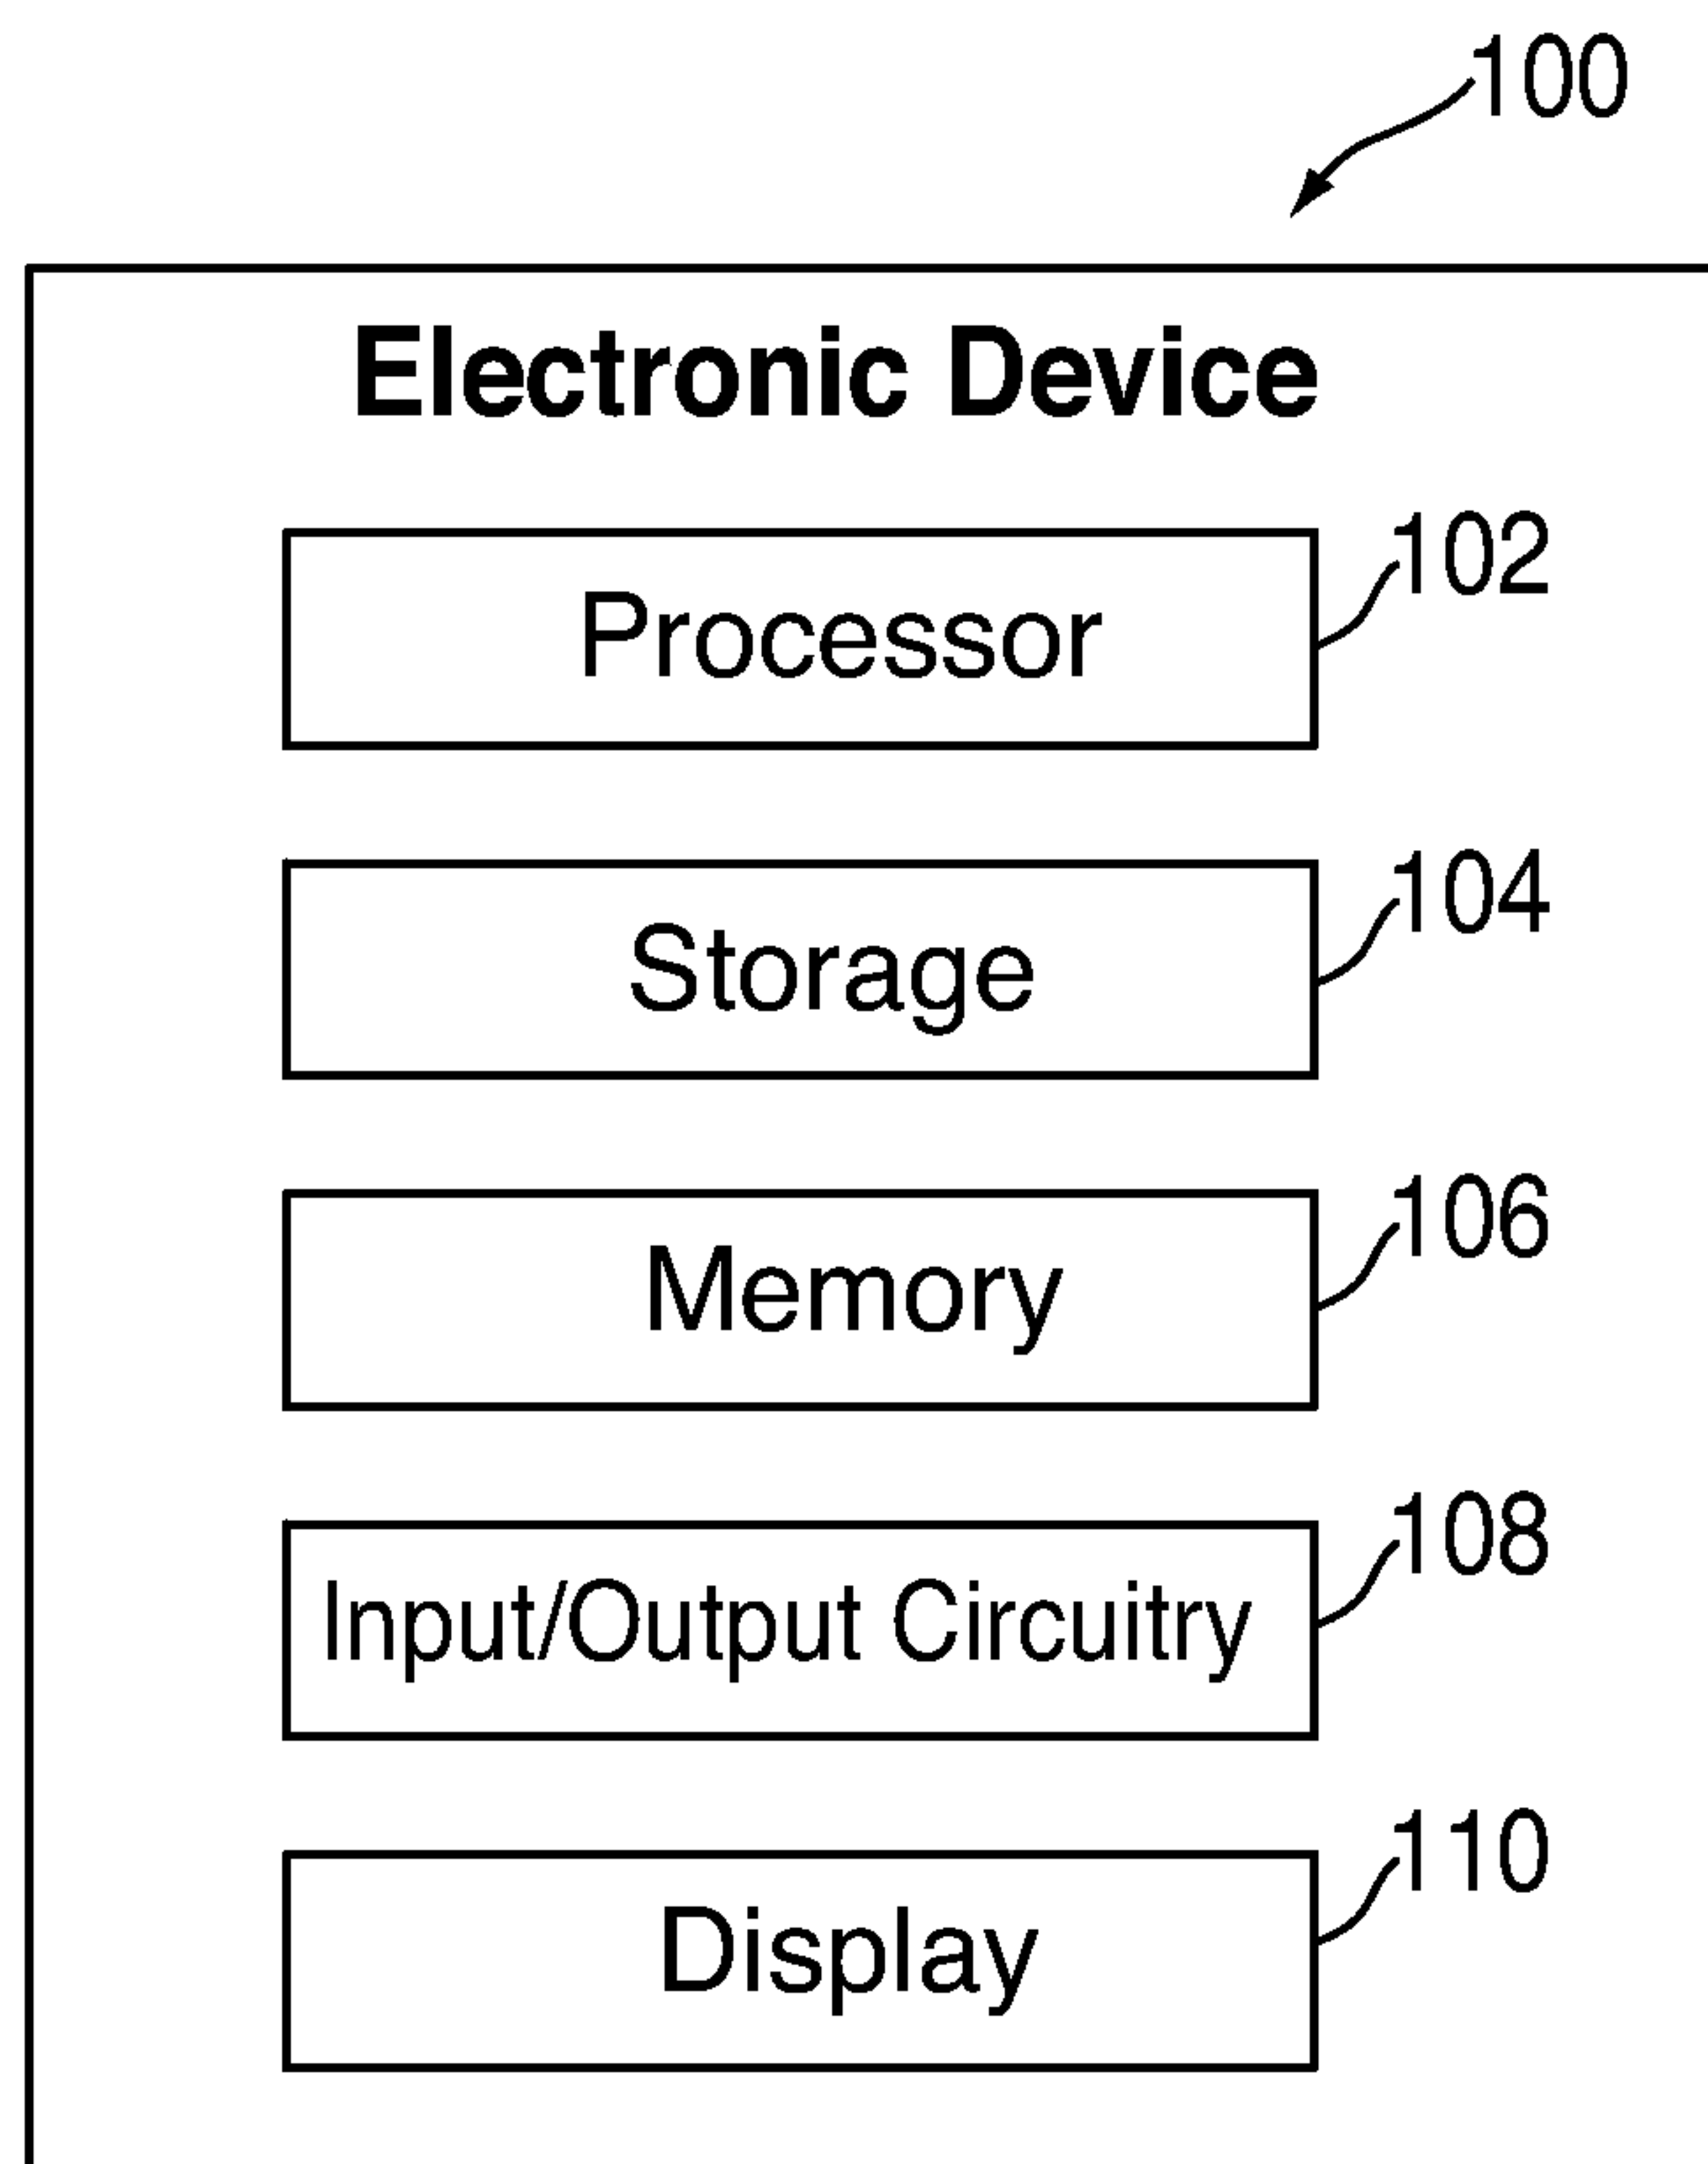 100
Electronic Device
Processor
102
Storage
104
Memory
106
Input/Output Circuitry
108
Display
110